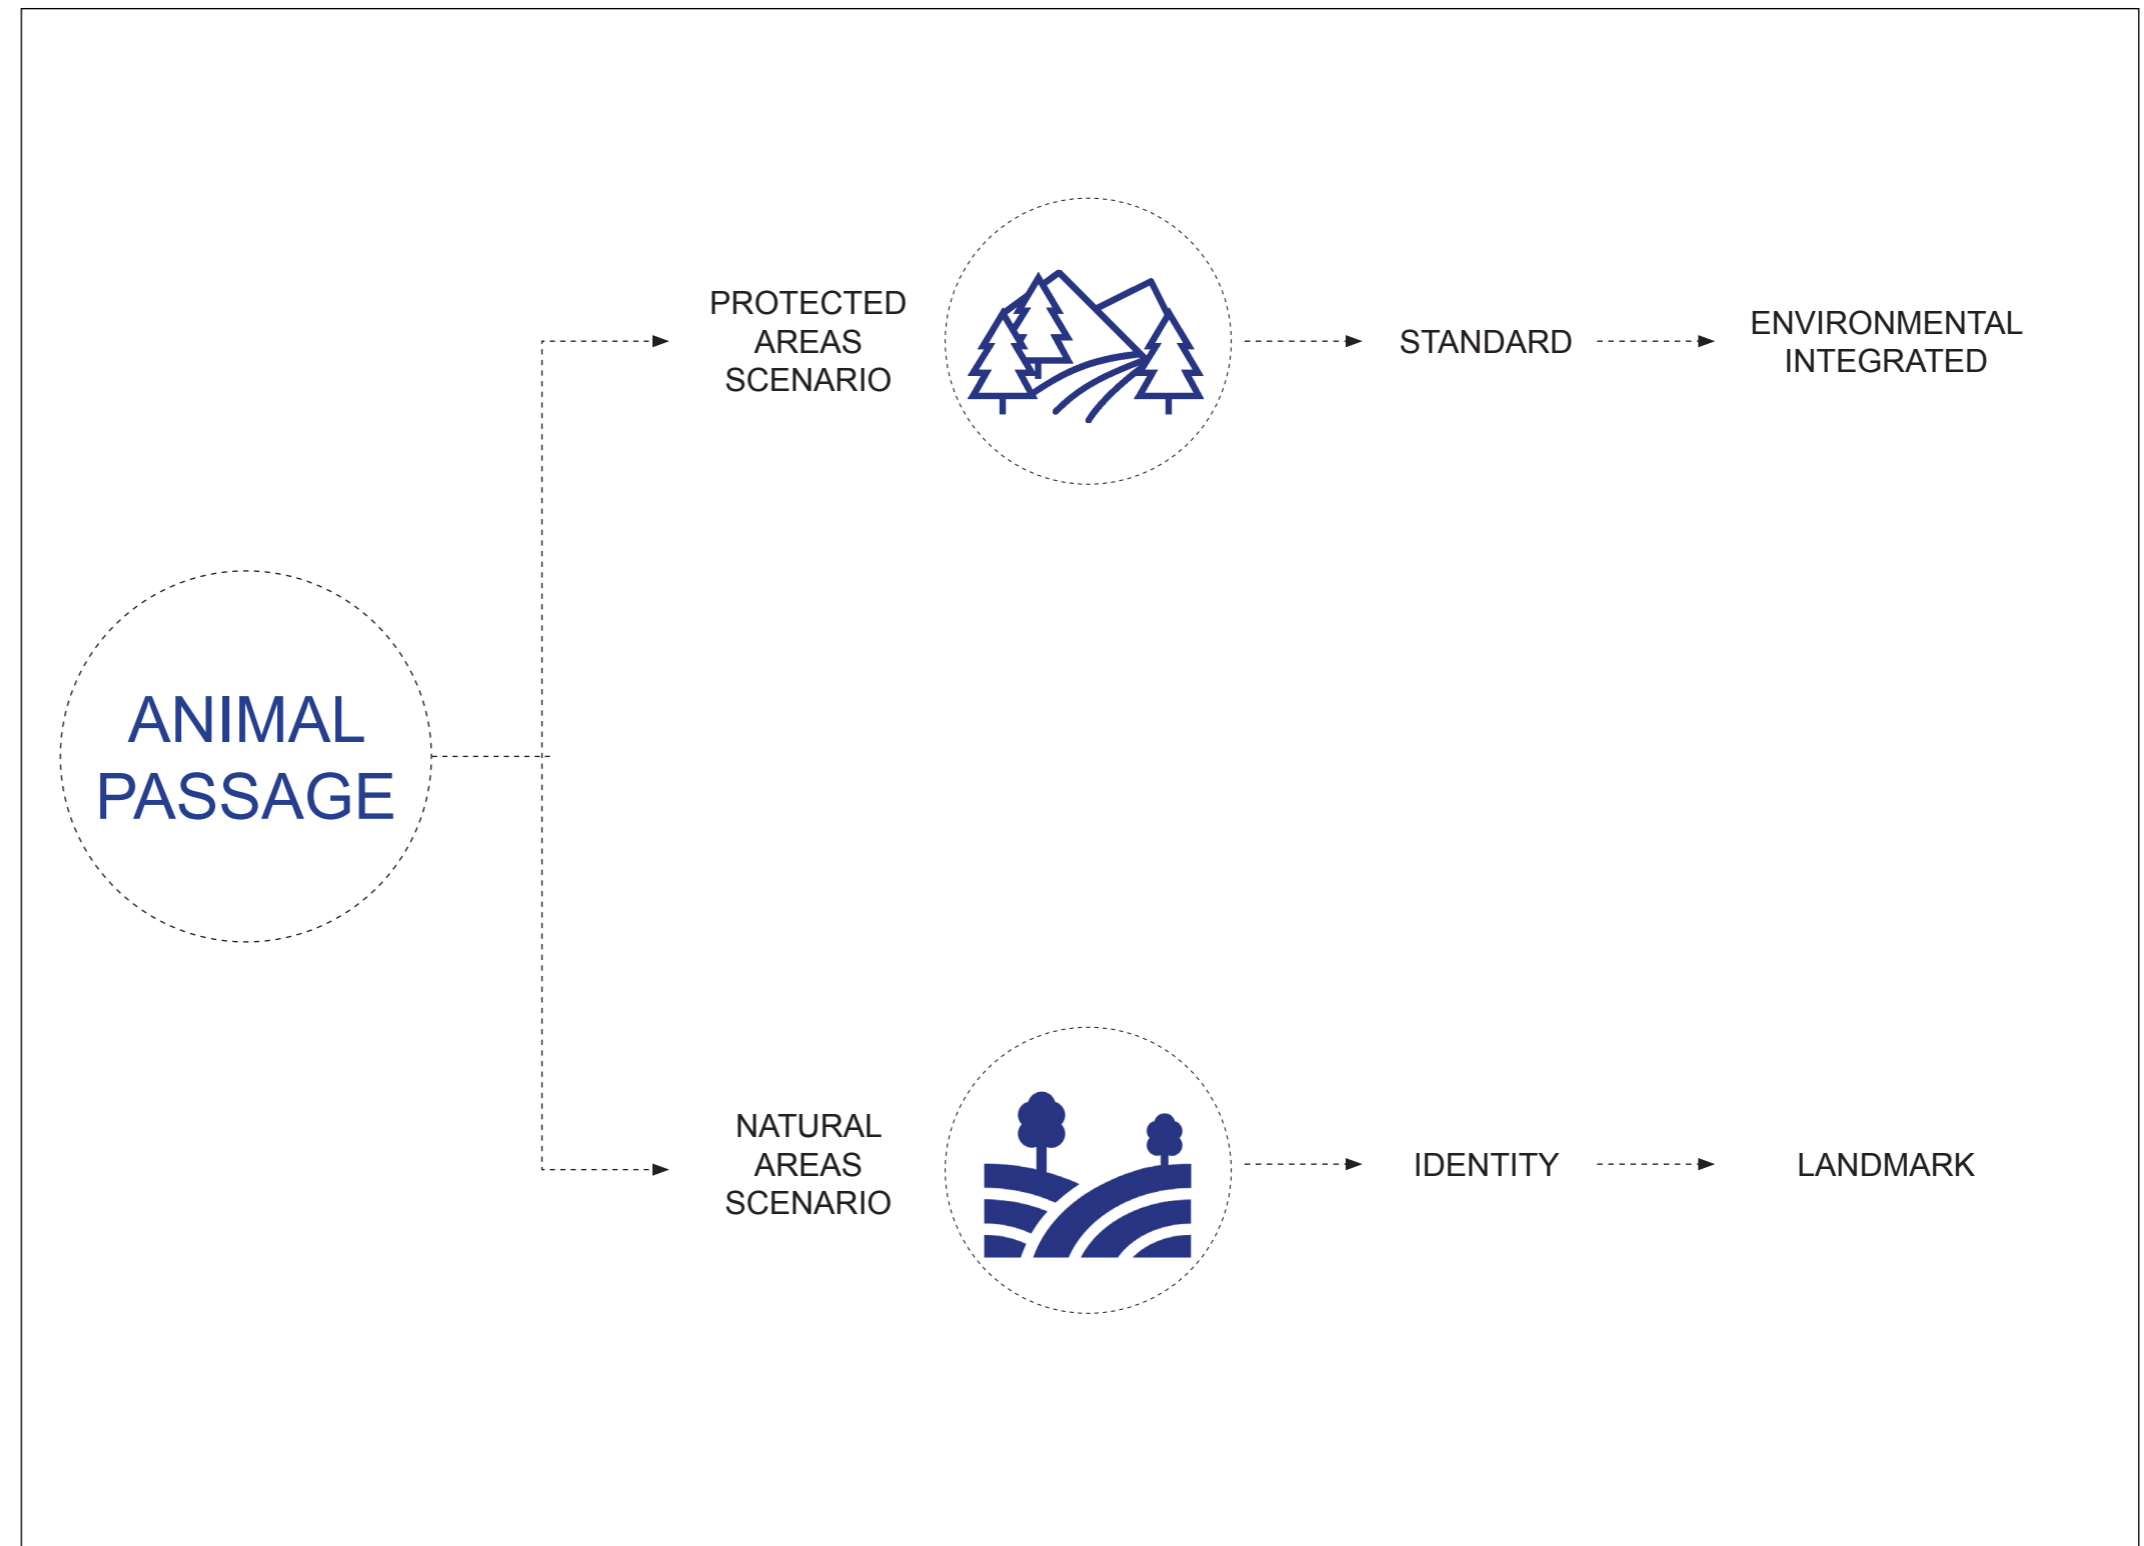 ANIMAL
PASSAGE
PROTECTED
AREAS
SCENARIO
STANDARD
ENVIRONMENTAL
INTEGRATED
NATURAL
AREAS
SCENARIO
IDENTITY
LANDMARK